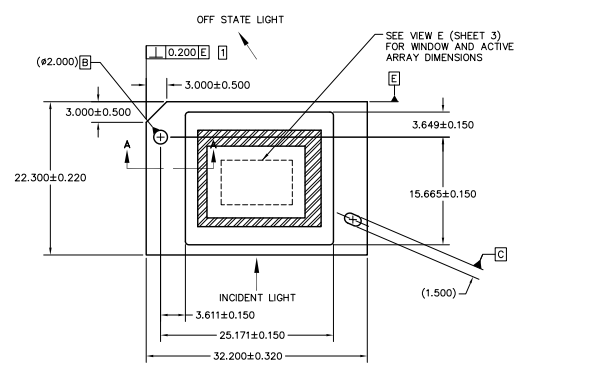 OFF STATE LIGHT
SEE VIEW E (SHEET 3)
FOR WINDOW AND ACTIVE
ARRAY DIMENSIONS
⊥ 0.200 E 1
(ø2.000) B
E
3.000±0.500
3.000±0.500
3.649±0.150
A A
22.300±0.220
15.665±0.150
C
INCIDENT LIGHT
(1.500)
3.611±0.150
25.171±0.150
32.200±0.320